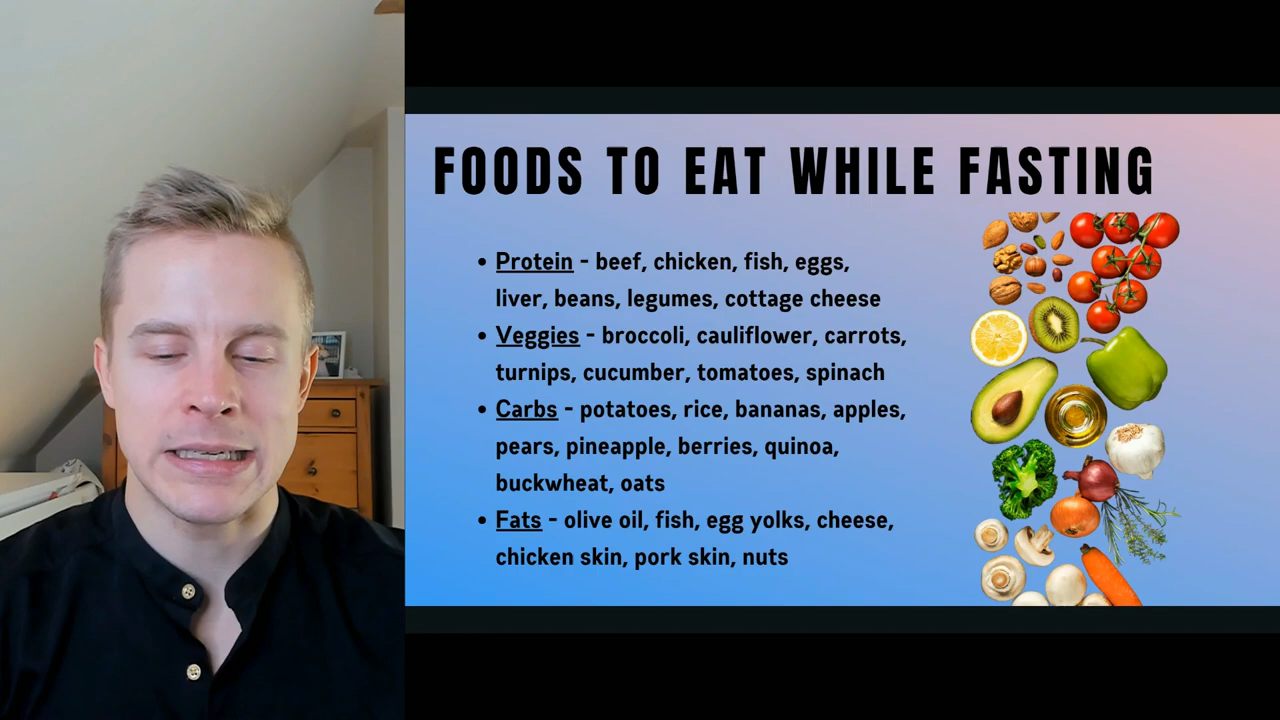 FOODS TO EAT WHILE FASTING
• Protein - beef, chicken, fish, eggs,
liver, beans, legumes, cottage cheese
• Veggies - broccoli, cauliflower, carrots,
turnips, cucumber, tomatoes, spinach
• Carbs - potatoes, rice, bananas, apples,
pears, pineapple, berries, quinoa,
buckwheat, oats
• Fats - olive oil, fish, egg yolks, cheese,
chicken skin, pork skin, nuts